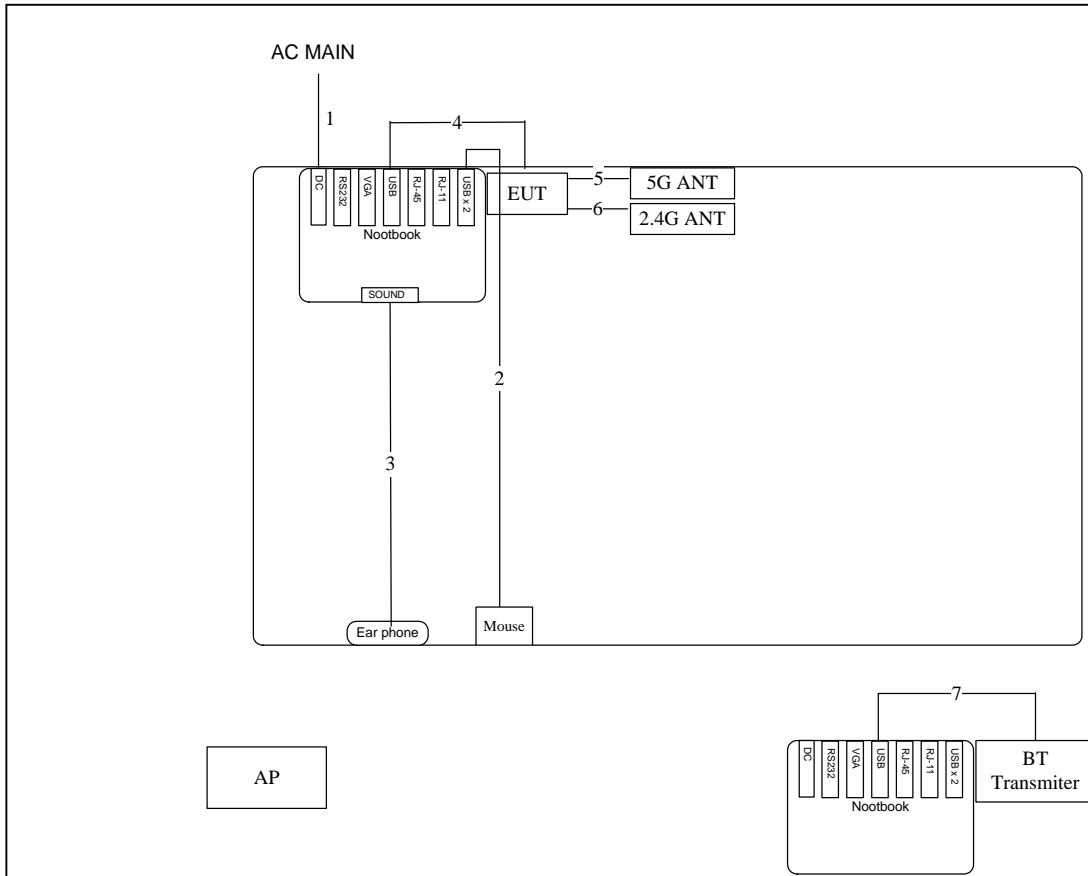 AC MAIN
1
4
DC
RS232
VGA
USB
RJ-45
RJ-11
USB x 2
EUT
5
5G ANT
6
2.4G ANT
Nootbook
SOUND
2
3
Ear phone
Mouse
7
AP
DC
RS232
VGA
USB
RJ-45
RJ-11
USB x 2
BT
Transmiter
Nootbook